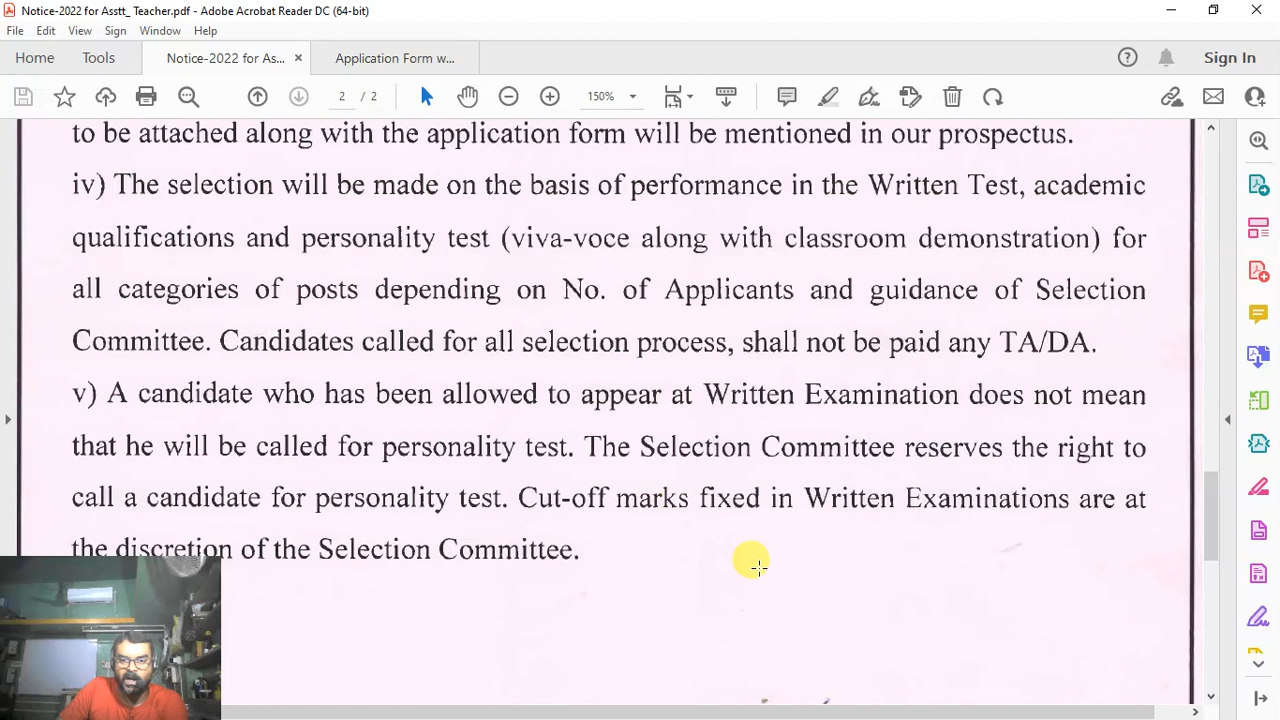 Notice-2022 for Asstt_ Teacher.pdf - Adobe Acrobat Reader DC (64-bit)
File Edit View Sign Window Help
Home Tools Notice-2022 for As... × Application Form w... Sign In
2 / 2 150%
to be attached along with the application form will be mentioned in our prospectus.
iv) The selection will be made on the basis of performance in the Written Test, academic
qualifications and personality test (viva-voce along with classroom demonstration) for
all categories of posts depending on No. of Applicants and guidance of Selection
Committee. Candidates called for all selection process, shall not be paid any TA/DA.
v) A candidate who has been allowed to appear at Written Examination does not mean
that he will be called for personality test. The Selection Committee reserves the right to
call a candidate for personality test. Cut-off marks fixed in Written Examinations are at
the discretion of the Selection Committee.